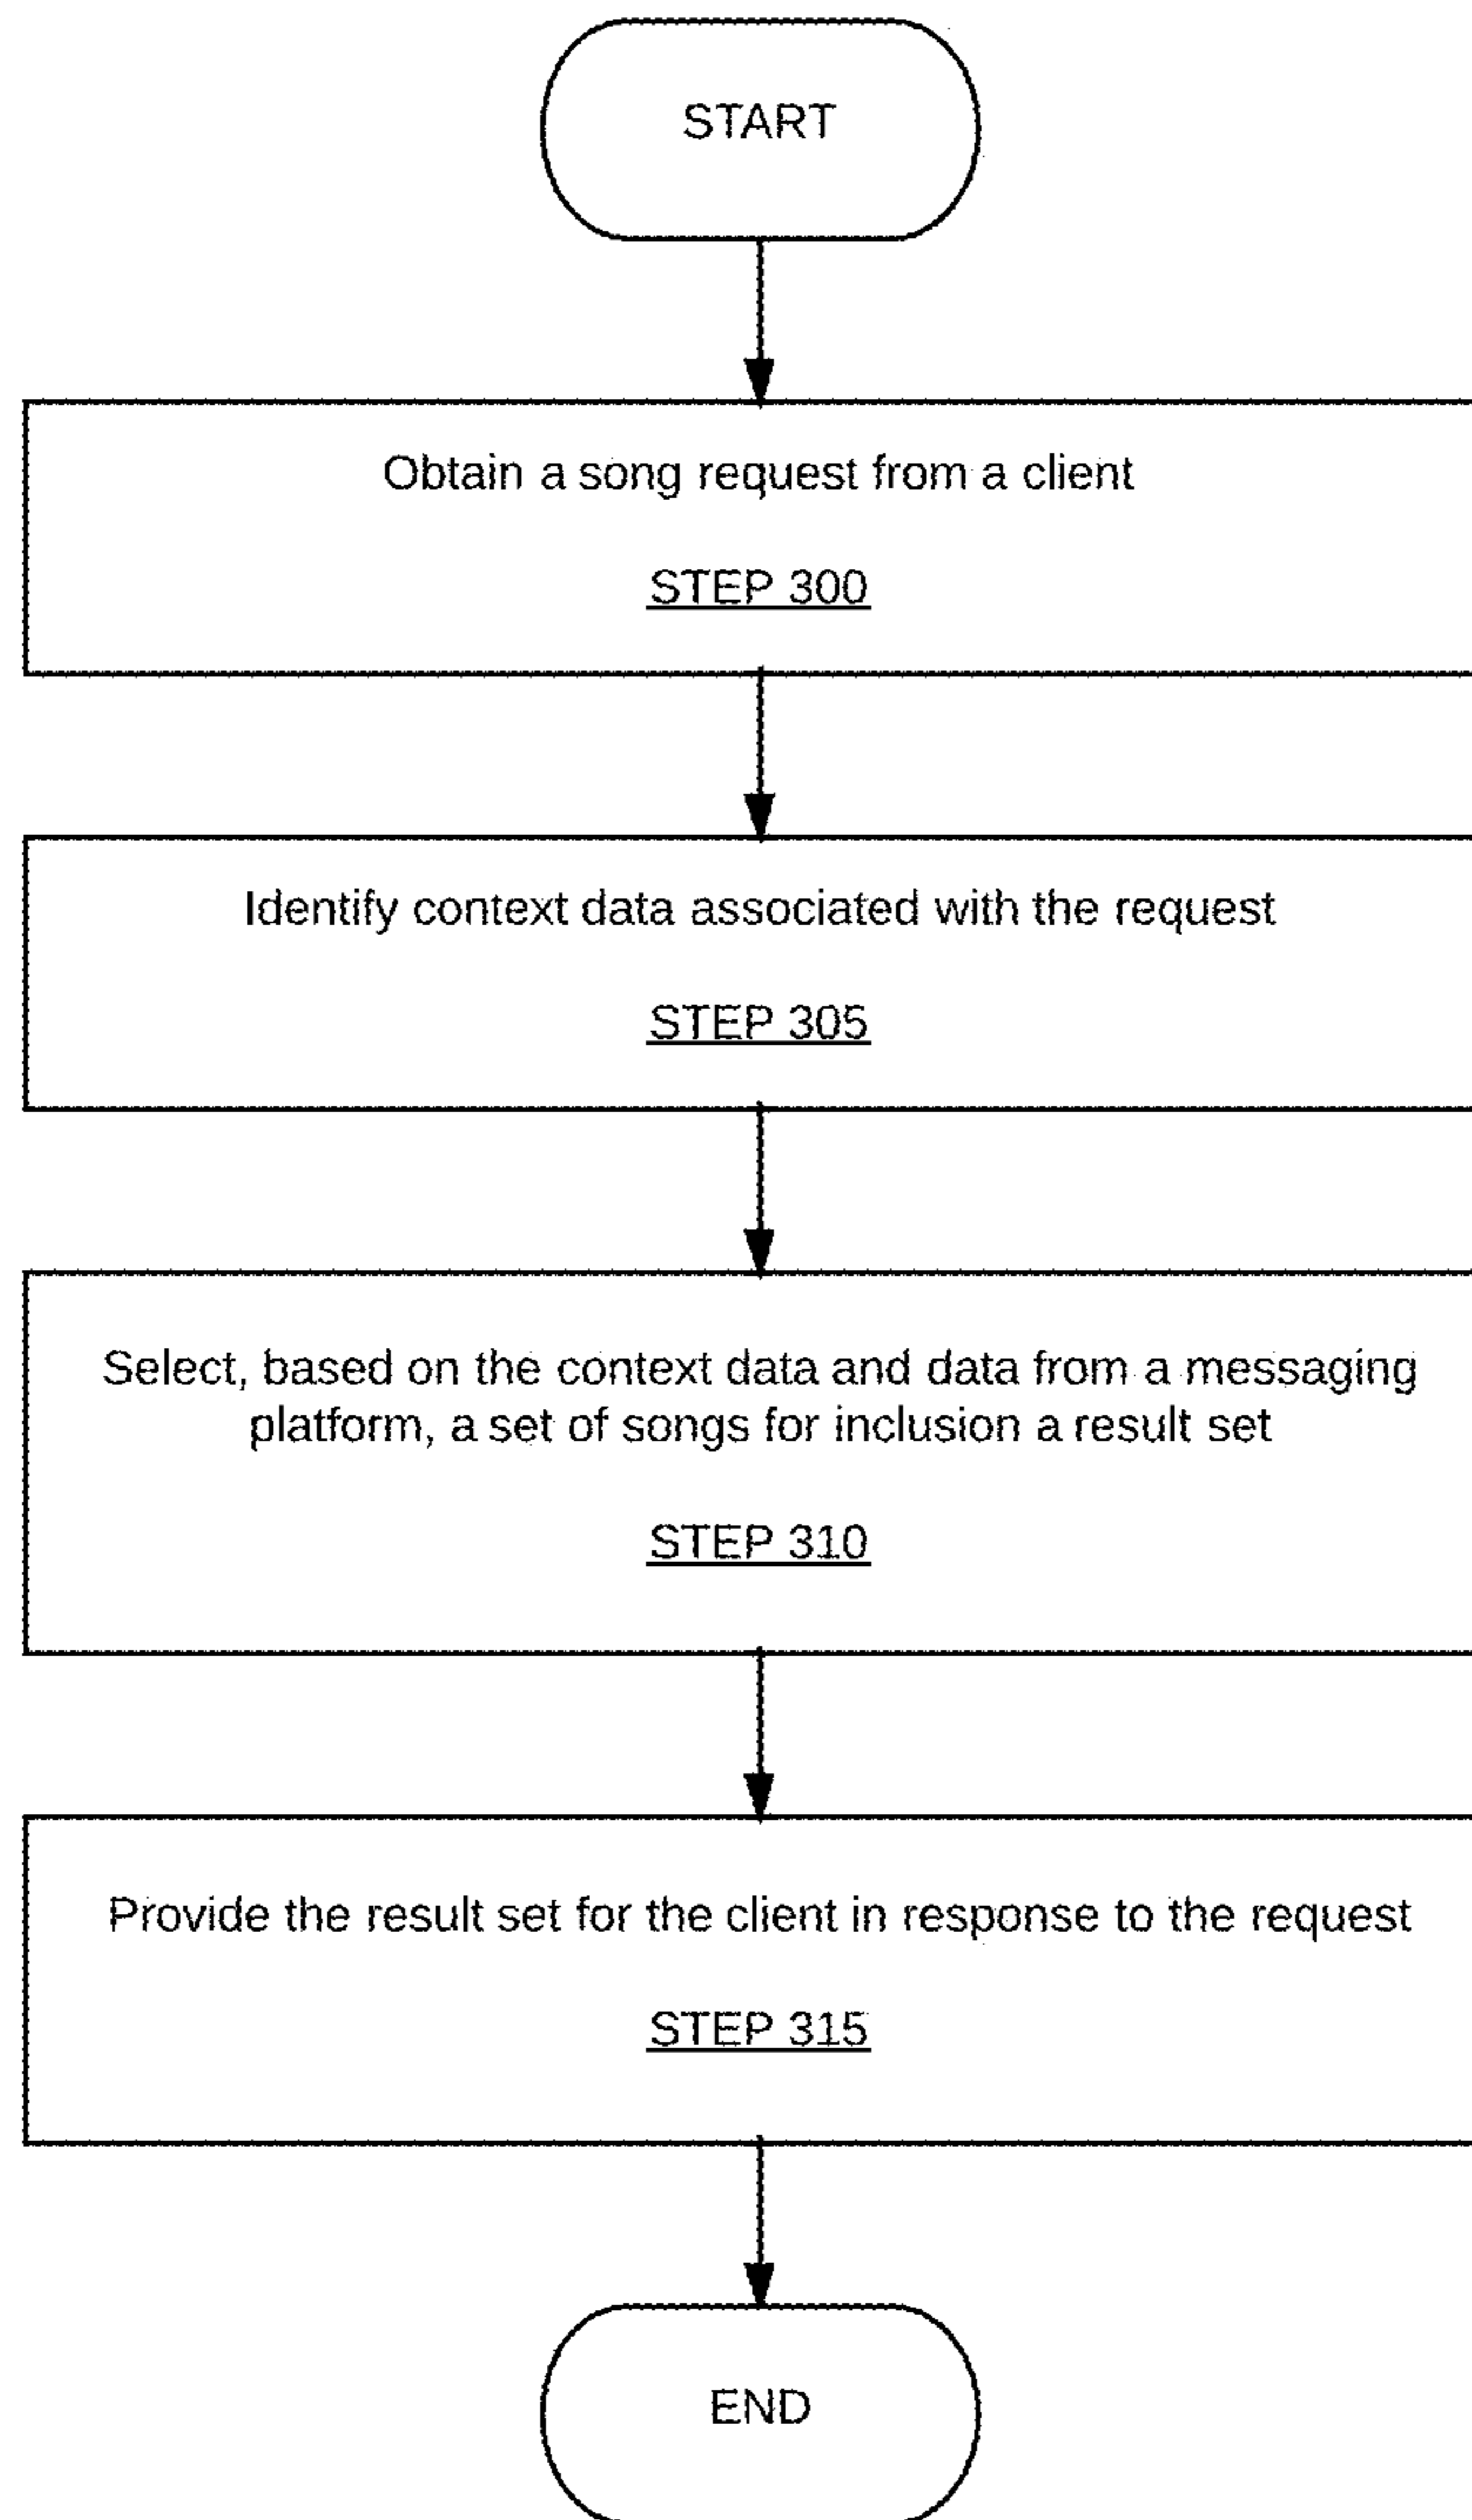 START
Obtain a song request from a client
STEP 300
Identify context data associated with the request
STEP 305
Select, based on the context data and data from a messaging
platform, a set of songs for inclusion a result set
STEP 310
Provide the result set for the client in response to the request
STEP 315
END